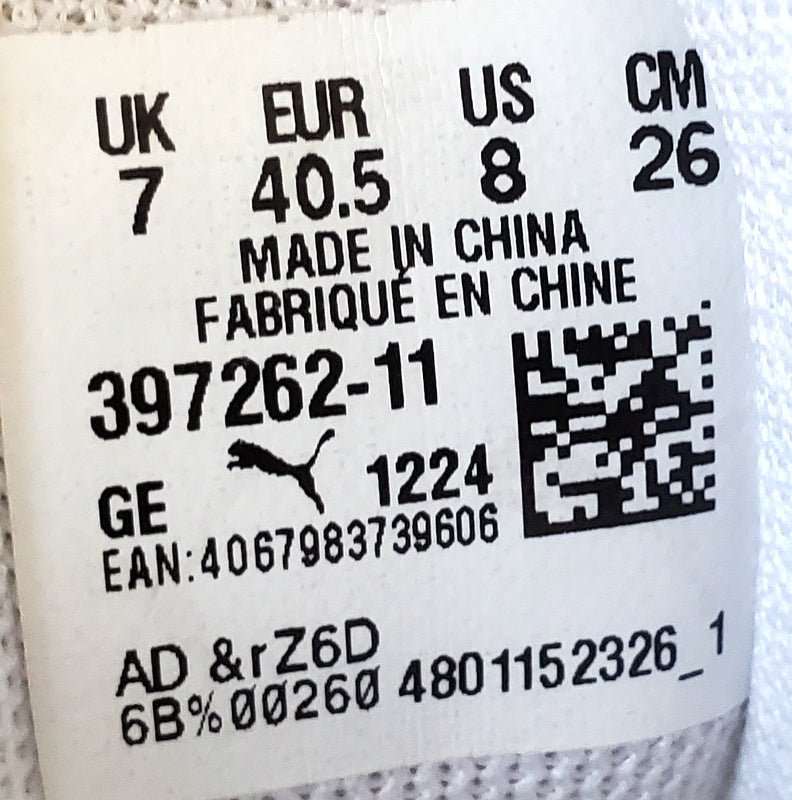 UK EUR US CM
7 40.5 8 26
MADE IN CHINA
FABRIQUÉ EN CHINE
397262-11
GE 1224
EAN:4067983739606
AD &rZ6D
6B%00260 4801152326_1